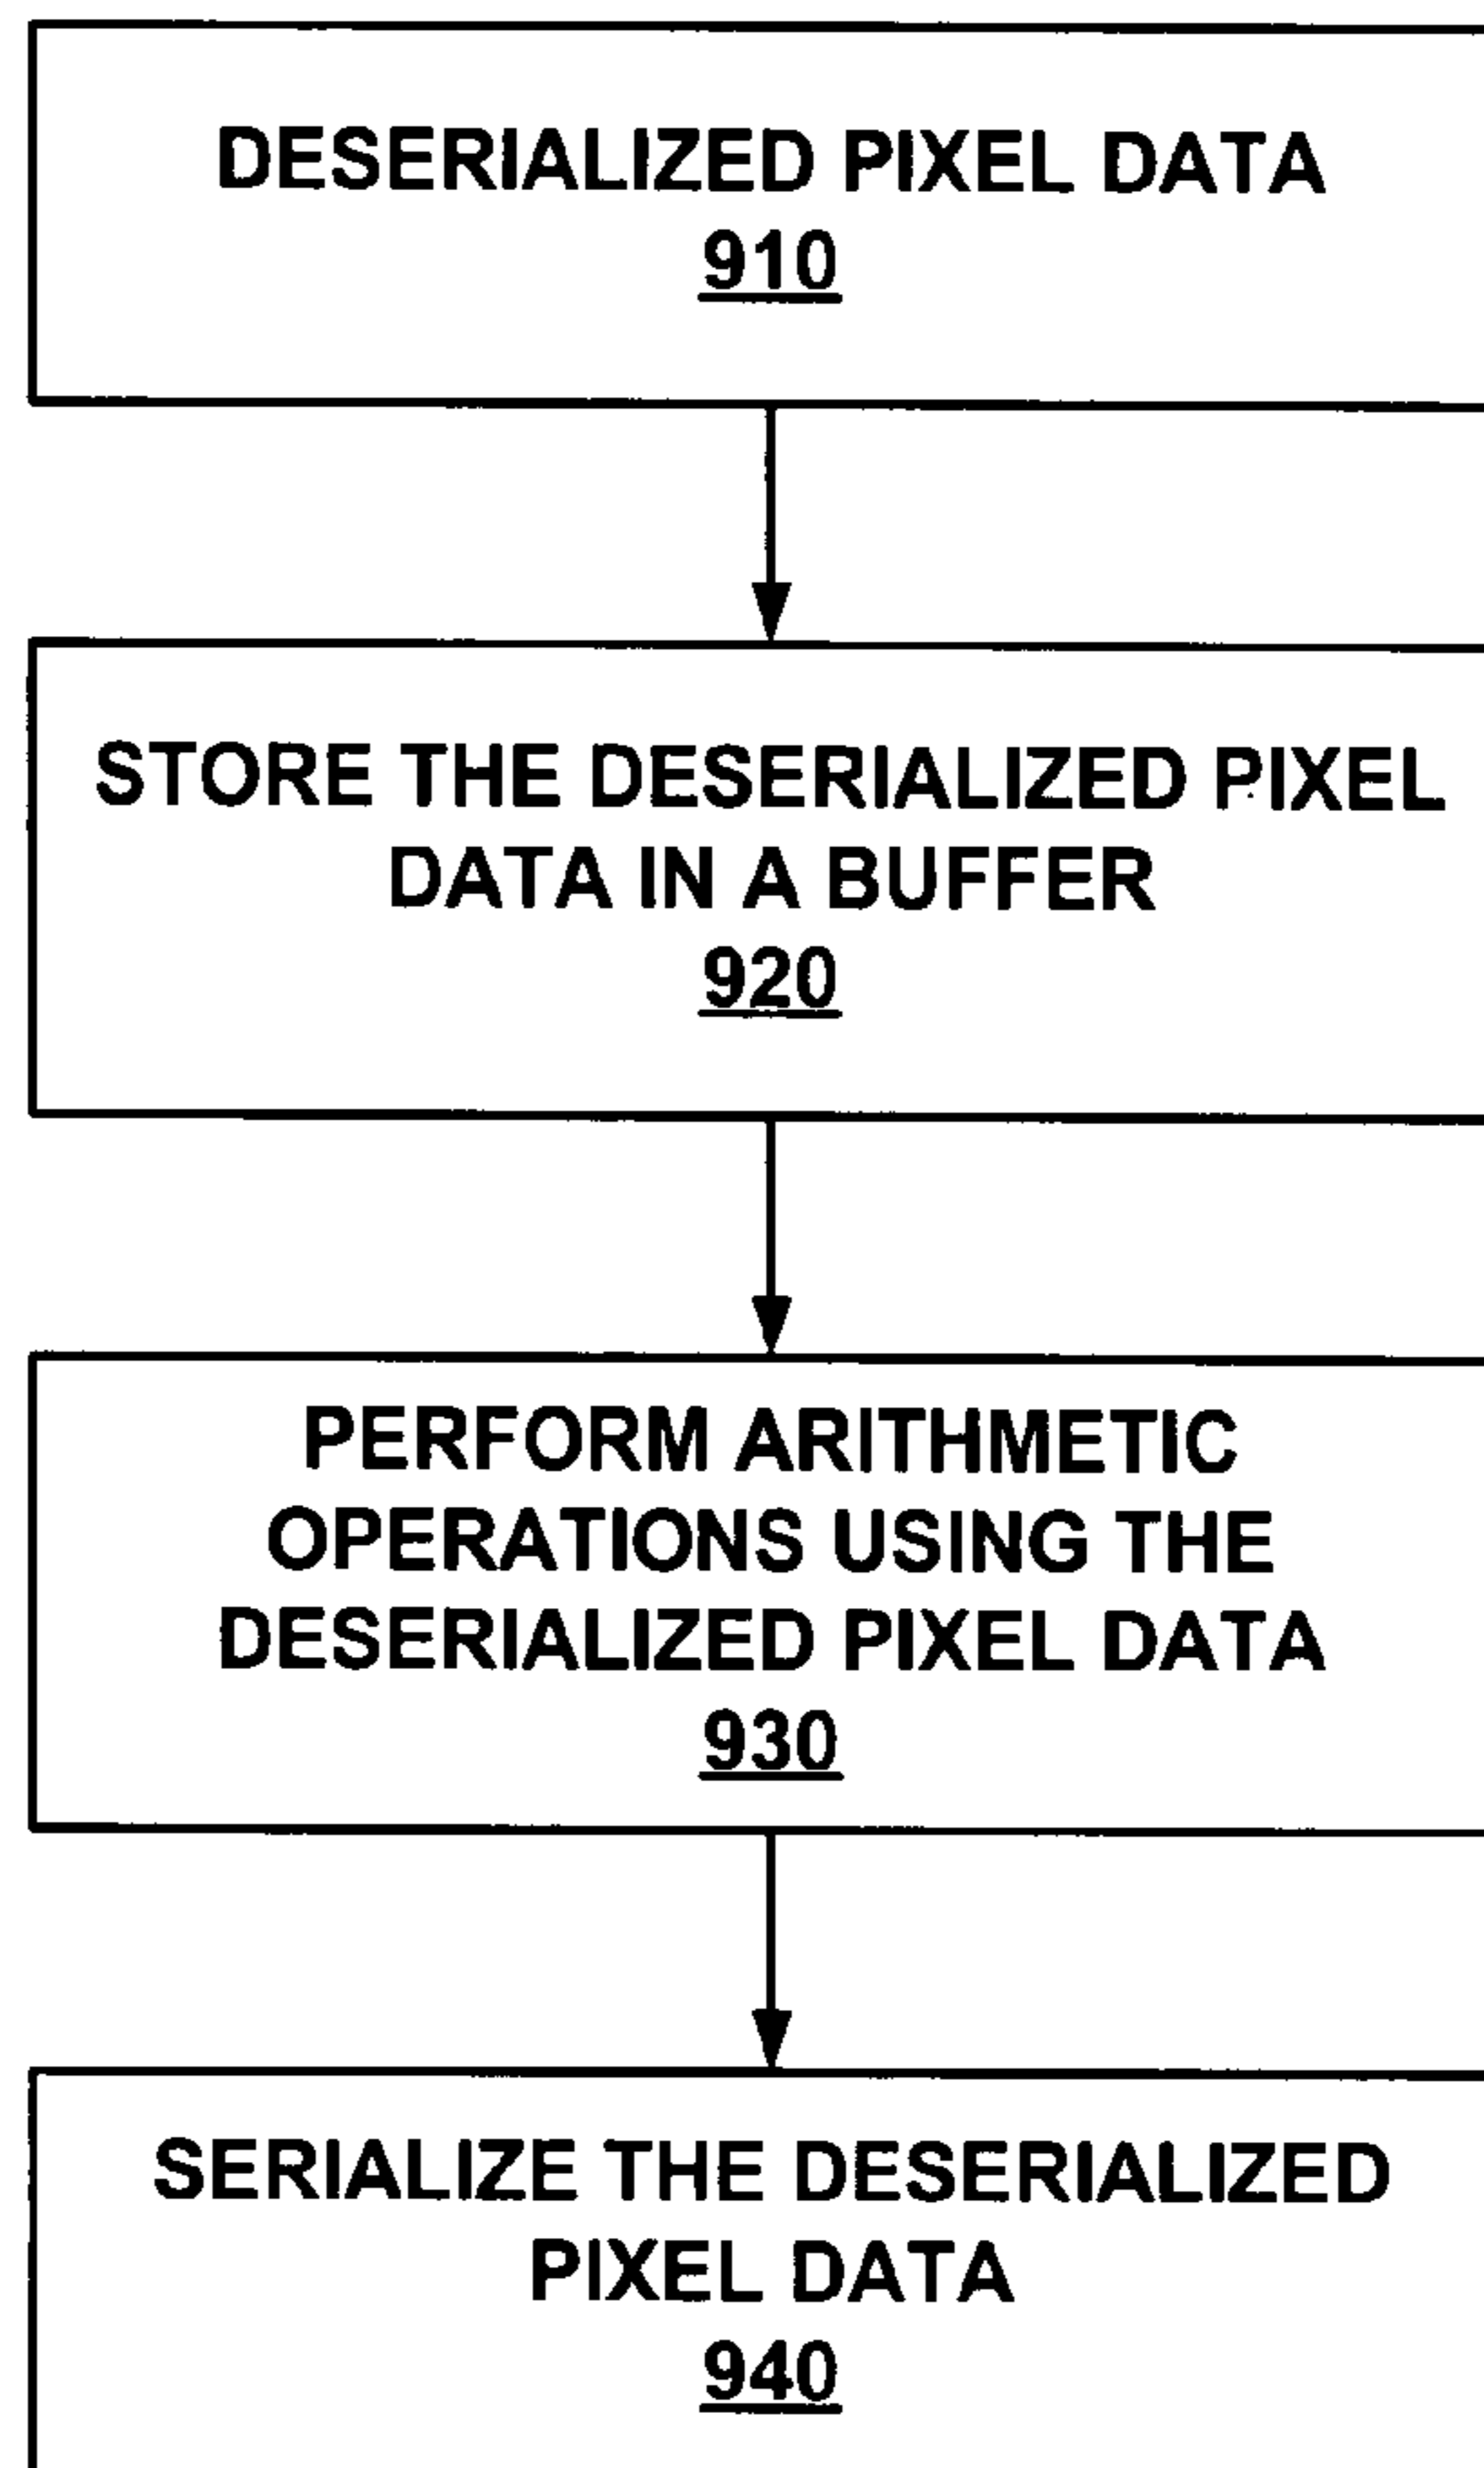 DESERIALIZED PIXEL DATA
910
STORE THE DESERIALIZED PIXEL
DATA IN A BUFFER
920
PERFORM ARITHMETIC
OPERATIONS USING THE
DESERIALIZED PIXEL DATA
930
SERIALIZE THE DESERIALIZED
PIXEL DATA
940